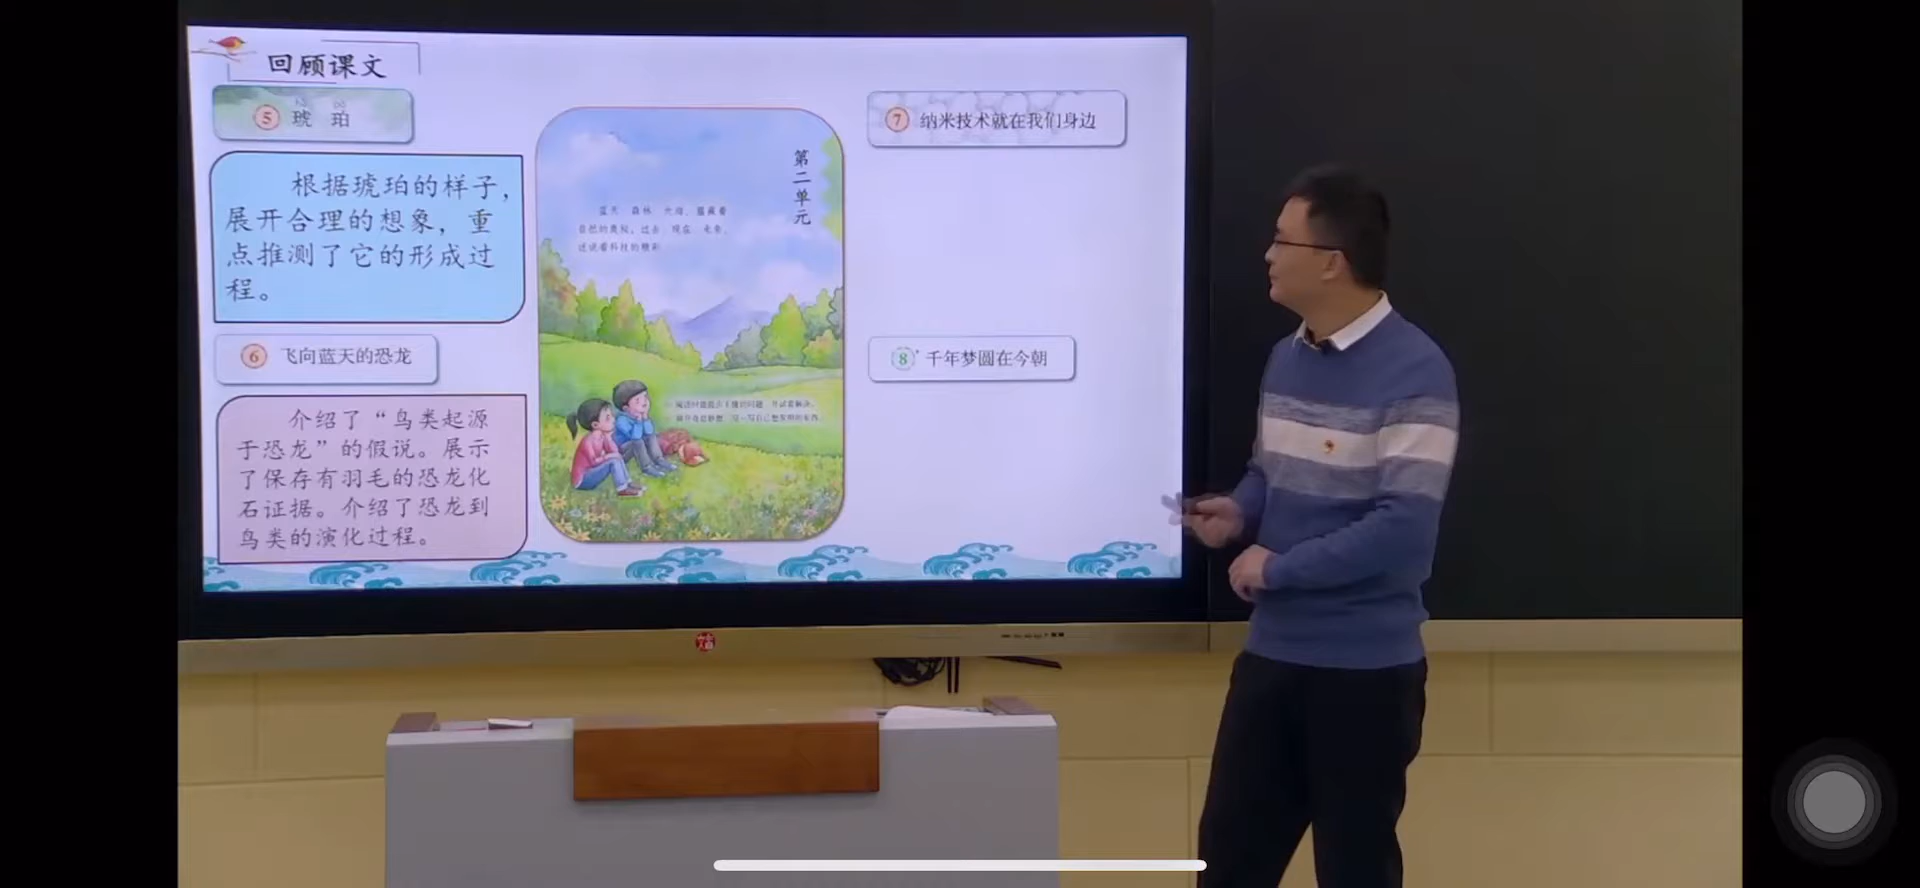 回顾课文
⑤ 琥珀
根据琥珀的样子,
展开合理的想象，重
点推测了它的形成过
程。
⑥ 飞向蓝天的恐龙
介绍了“鸟类起源
于恐龙”的假说。展示
了保存有羽毛的恐龙化
石证据。介绍了恐龙到
鸟类的演化过程。
第二单元
⑦ 纳米技术就在我们身边
⑧ 千年梦圆在今朝